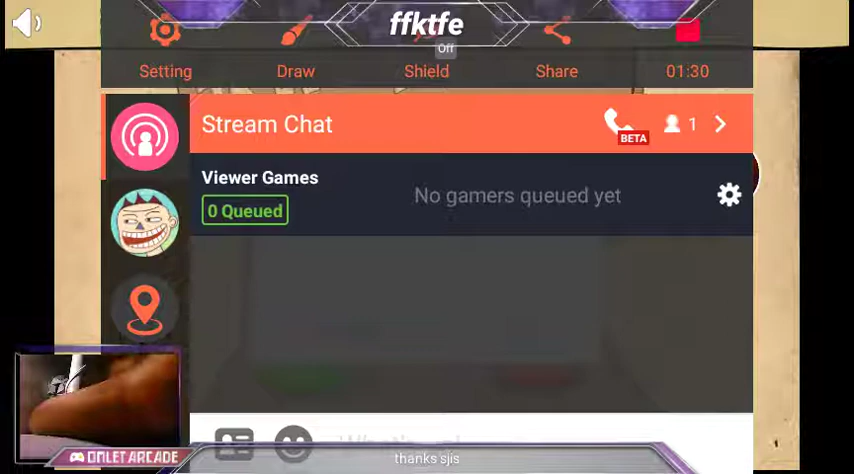 ffktfe
Off
Setting
Draw
Shield
Share
01:30
Stream Chat
BETA
1
Viewer Games
0 Queued
No gamers queued yet
OMLET ARCADE
thanks sjis